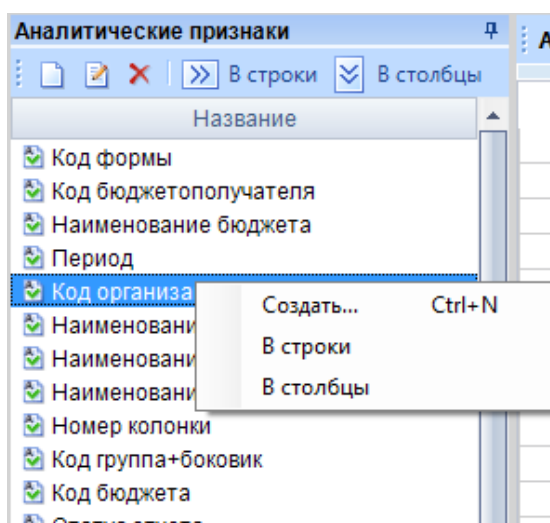 Аналитические признаки
В строки В столбцы
Название
Код формы
Код бюджетополучателя
Наименование бюджета
Период
Код организа
Создать... Ctrl+N
Наименовани
В строки
Наименовани
В столбцы
Наименовани
Номер колонки
Код группа+боковик
Код бюджета